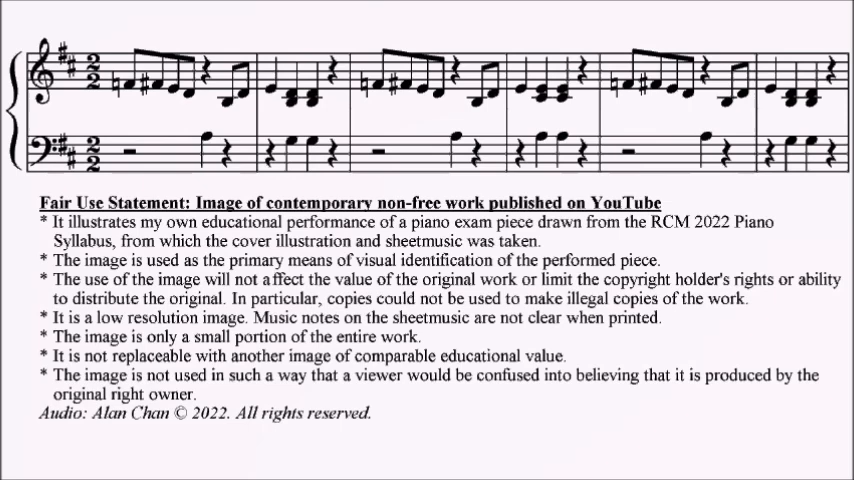 2 2
2 2
Fair Use Statement: Image of contemporary non-free work published on YouTube
* It illustrates my own educational performance of a piano exam piece drawn from the RCM 2022 Piano
Syllabus, from which the cover illustration and sheetmusic was taken.
* The image is used as the primary means of visual identification of the performed piece.
* The use of the image will not affect the value of the original work or limit the copyright holder's rights or ability
to distribute the original. In particular, copies could not be used to make illegal copies of the work.
* It is a low resolution image. Music notes on the sheetmusic are not clear when printed.
* The image is only a small portion of the entire work.
* It is not replaceable with another image of comparable educational value.
* The image is not used in such a way that a viewer would be confused into believing that it is produced by the
original right owner.
Audio: Alan Chan © 2022. All rights reserved.